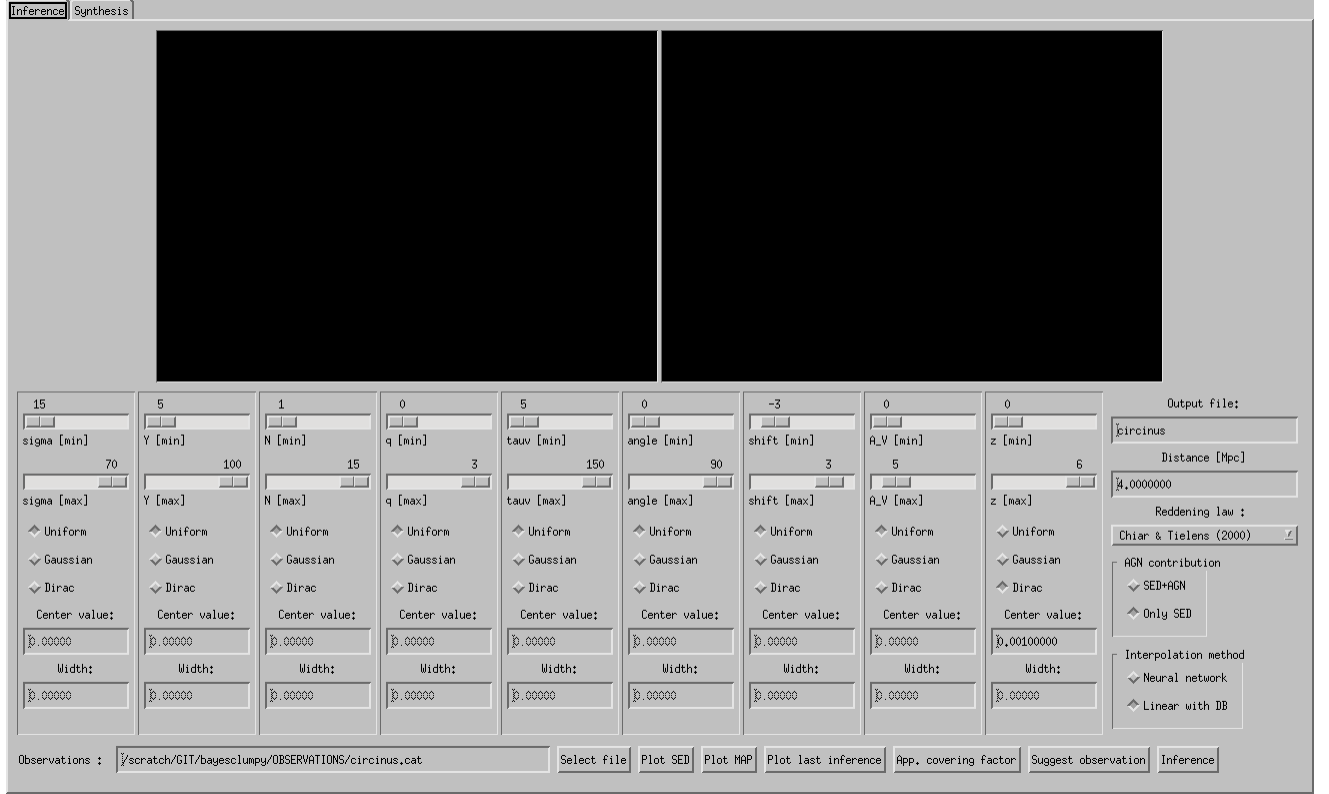 Inference Synthesis
15 5 1 0 5 0 -3 0 0
sigma [min] Y [min] N [min] q [min] tauv [min] angle [min] shift [min] A_V [min] z [min]
70 100 15 3 150 90 3 5 6
sigma [max] Y [max] N [max] q [max] tauv [max] angle [max] shift [max] A_V [max] z [max]
Uniform Uniform Uniform Uniform Uniform Uniform Uniform Uniform Uniform
Gaussian Gaussian Gaussian Gaussian Gaussian Gaussian Gaussian Gaussian Gaussian
Dirac Dirac Dirac Dirac Dirac Dirac Dirac Dirac Dirac
Center value: Center value: Center value: Center value: Center value: Center value: Center value: Center value: Center value:
0.00000 0.00000 0.00000 0.00000 0.00000 0.00000 0.00000 0.00000 0.00100000
Width: Width: Width: Width: Width: Width: Width: Width: Width:
0.00000 0.00000 0.00000 0.00000 0.00000 0.00000 0.00000 0.00000 0.00000
Output file:
circinus
Distance [Mpc]
4.0000000
Reddening law :
Chiar & Tielens (2000)
AGN contribution
SED+AGN
Only SED
Interpolation method
Neural network
Linear with DB
Observations : /scratch/GIT/bayesclumpy/OBSERVATIONS/circinus.cat Select file Plot SED Plot MAP Plot last inference App. covering factor Suggest observation Inference